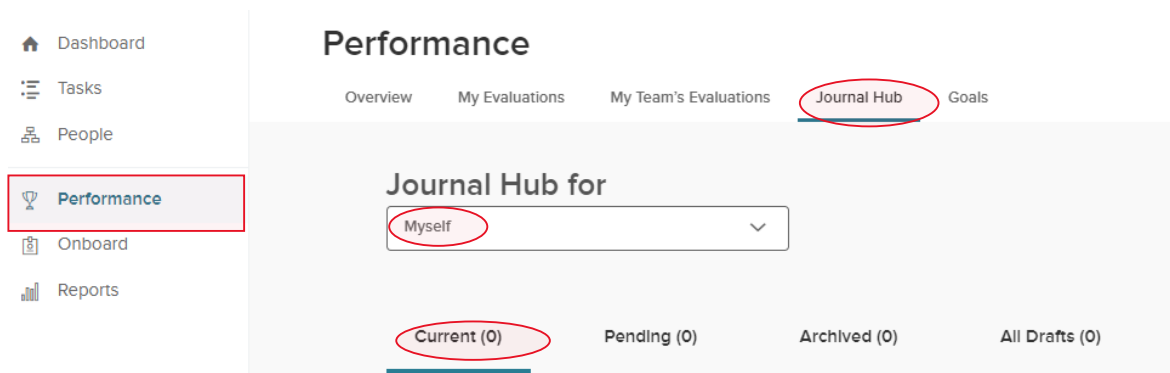 Dashboard
Tasks
People
Performance
Onboard
Reports
Performance
Overview My Evaluations My Team's Evaluations Journal Hub Goals
Journal Hub for
Myself
Current (0) Pending (0) Archived (0) All Drafts (0)